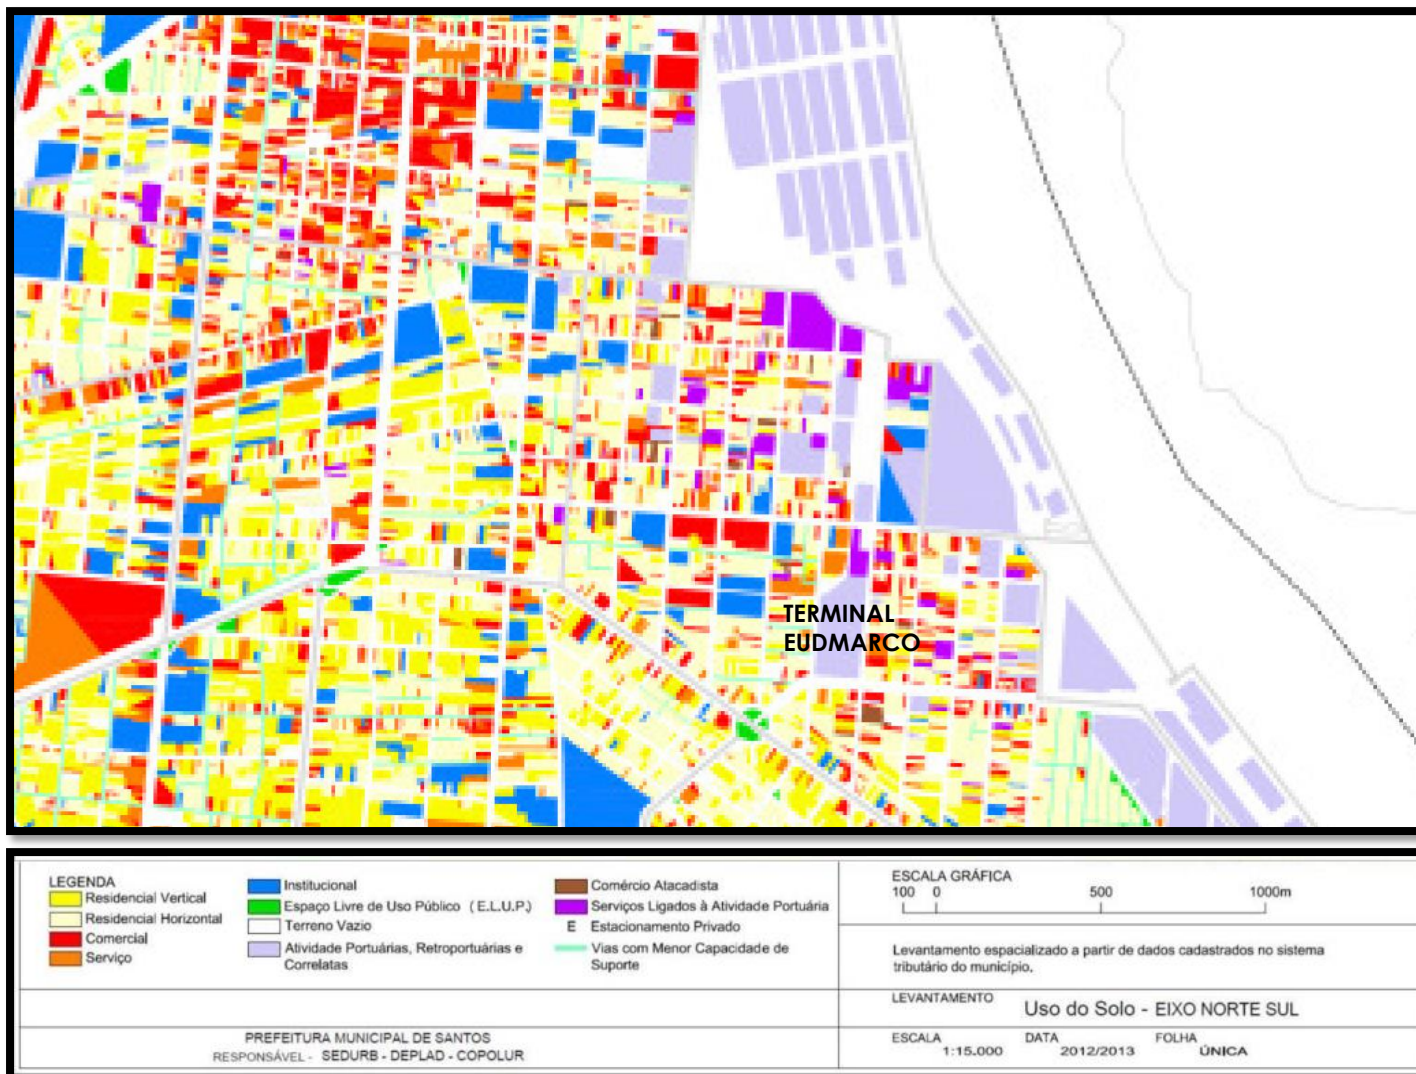 TERMINAL
EUDMARCO
LEGENDA
Residencial Vertical
Residencial Horizontal
Comercial
Serviço
Institucional
Espaço Livre de Uso Público ( E.L.U.P.)
Terreno Vazio
Atividade Portuárias, Retroportuárias e
Correlatas
Comércio Atacadista
Serviços Ligados à Atividade Portuária
E Estacionamento Privado
Vias com Menor Capacidade de
Suporte
PREFEITURA MUNICIPAL DE SANTOS
RESPONSÁVEL - SEDURB - DEPLAD - COPOLUR
ESCALA GRÁFICA
100 0 500 1000m
Levantamento espacializado a partir de dados cadastrados no sistema
tributário do município.
LEVANTAMENTO Uso do Solo - EIXO NORTE SUL
ESCALA 1:15.000 DATA 2012/2013 FOLHA ÚNICA